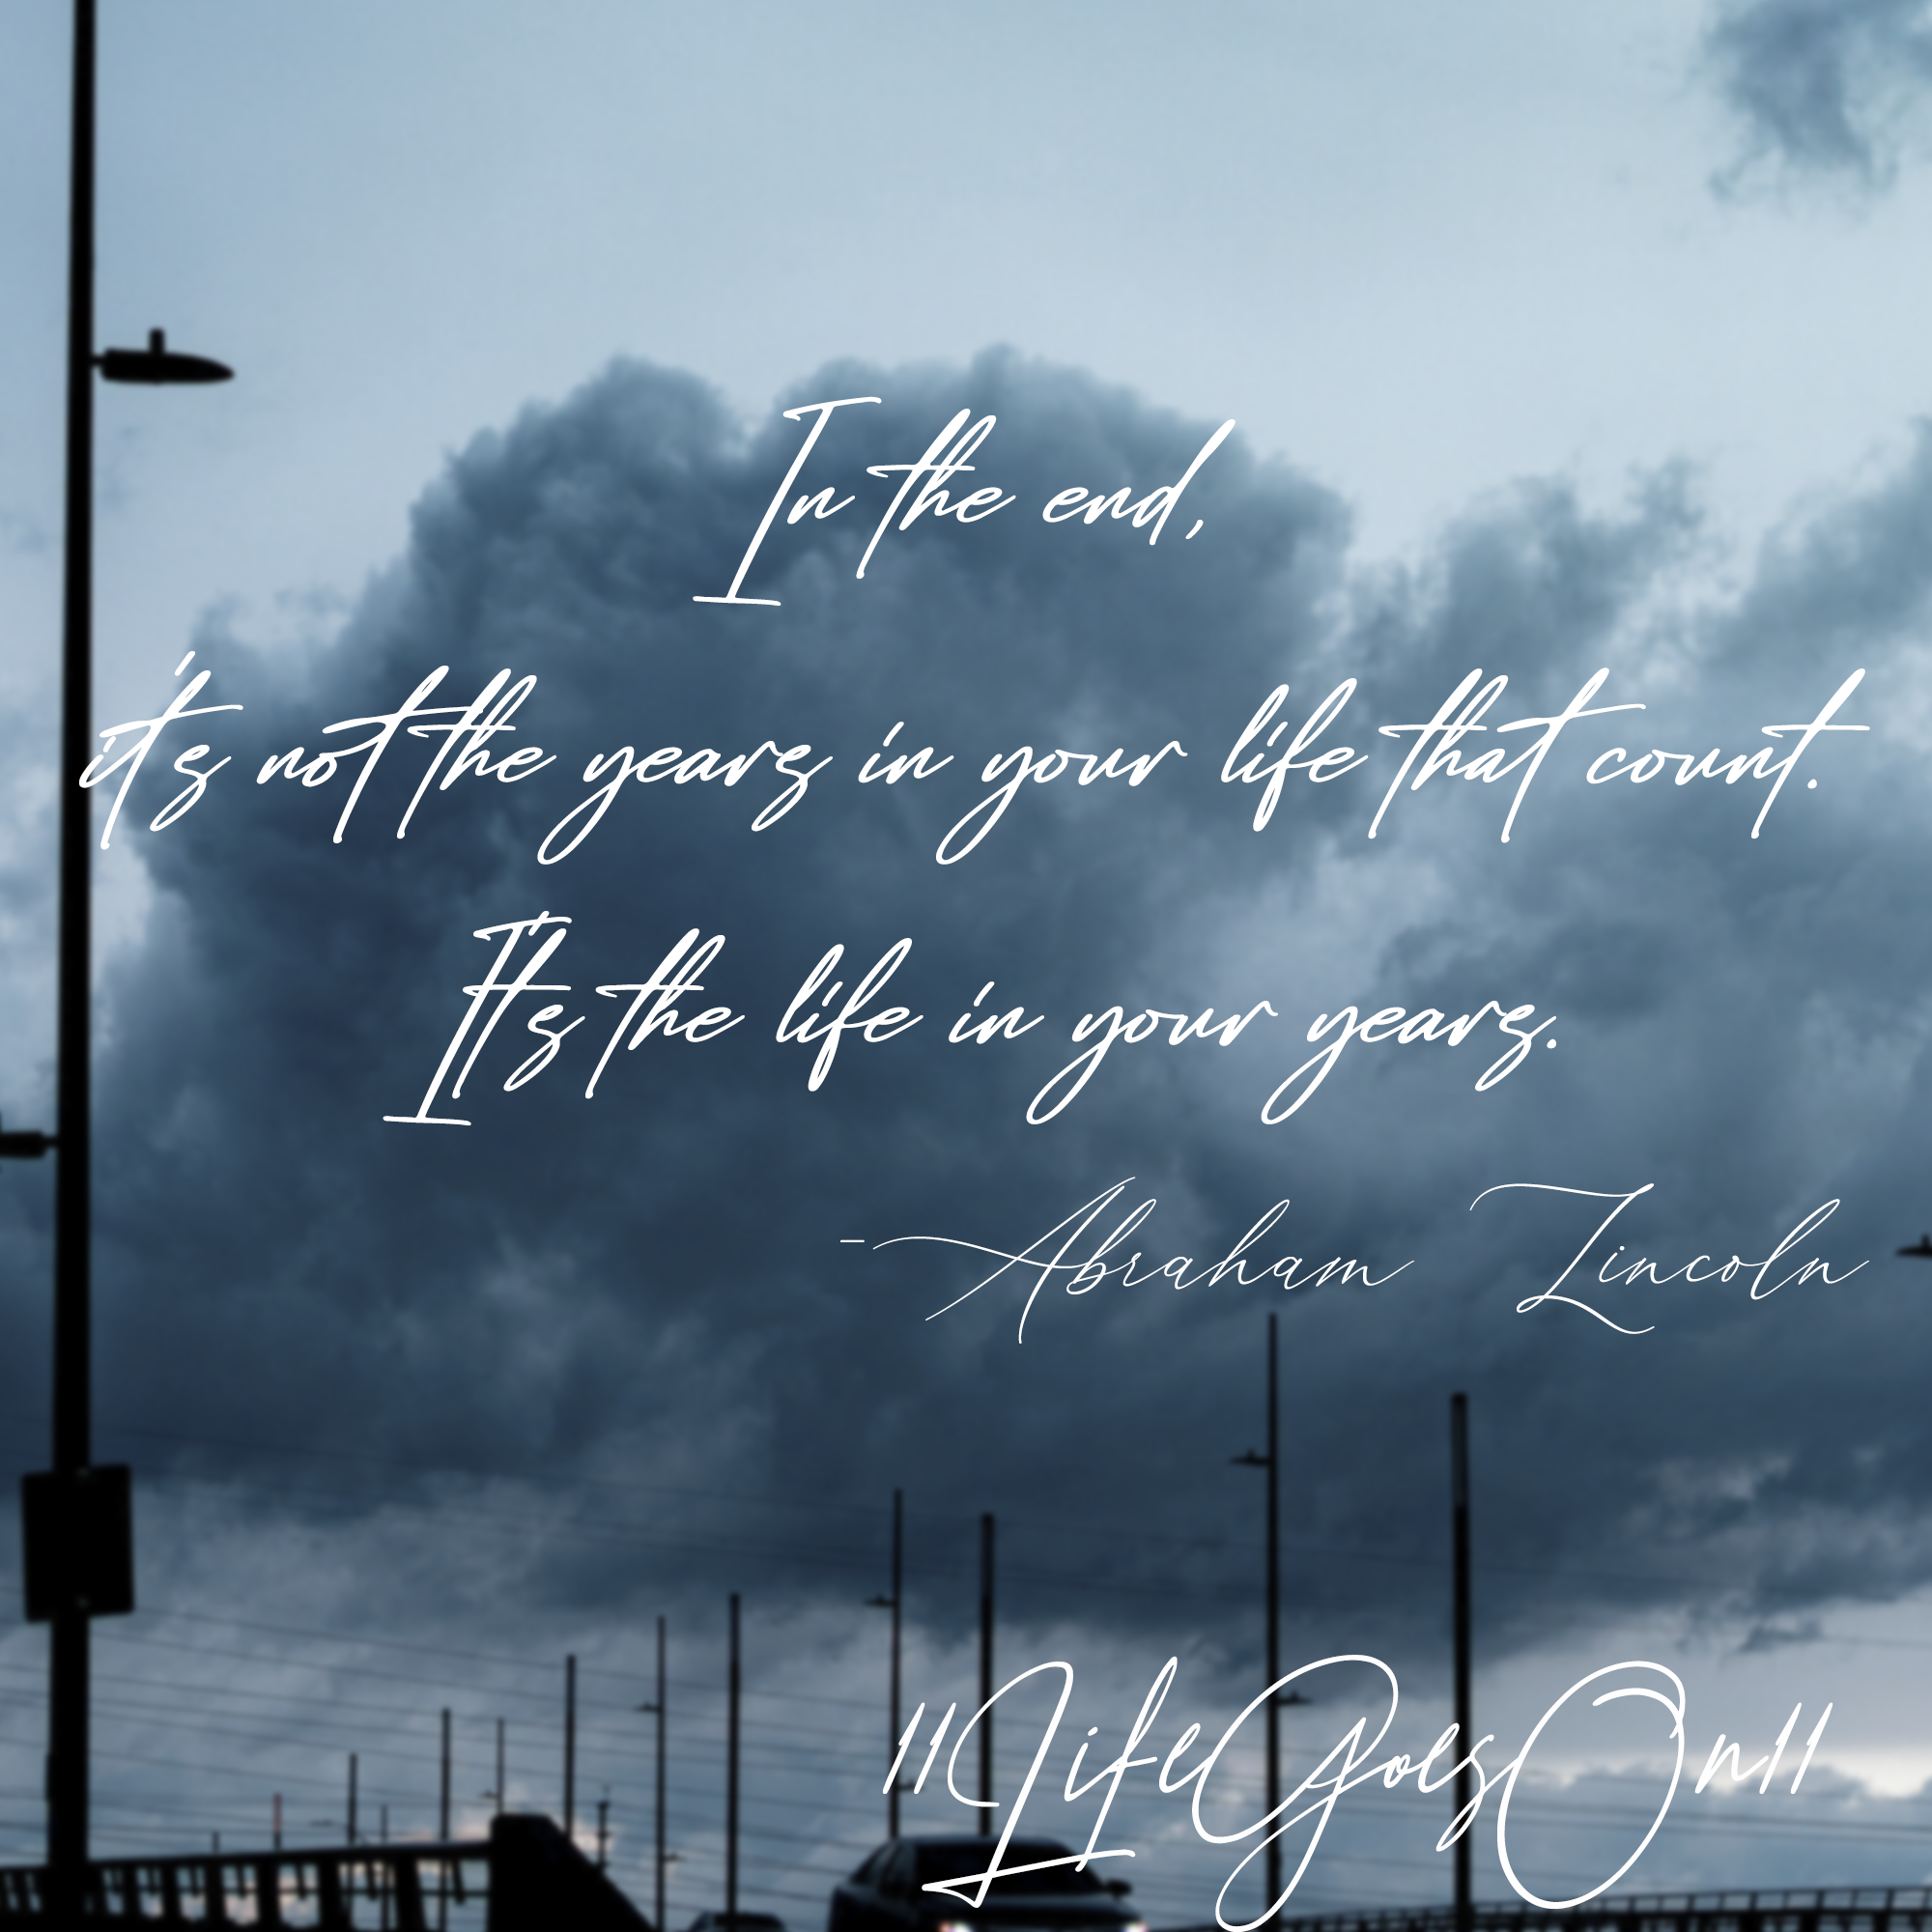 In the end,
it's not the years in your life that count.
It's the life in your years.
- Abraham Lincoln
"LifeGoesOn"